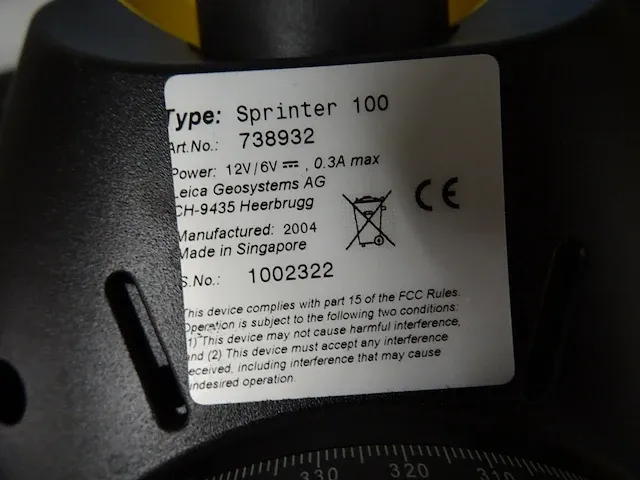 Type: Sprinter 100
Art.No.: 738932
Power: 12V/6V ⎓, 0.3A max
Leica Geosystems AG
CH-9435 Heerbrugg
Manufactured: 2004
Made in Singapore
CE
S.No.: 1002322
This device complies with part 15 of the FCC Rules.
Operation is subject to the following two conditions:
(1) This device may not cause harmful interference,
and (2) This device must accept any interference
received, including interference that may cause
undesired operation.
330 320 310